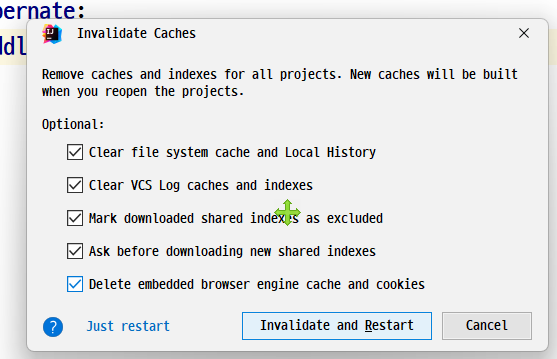 ernate:
ddl
Invalidate Caches
Remove caches and indexes for all projects. New caches will be built
when you reopen the projects.
Optional:
Clear file system cache and Local History
Clear VCS Log caches and indexes
Mark downloaded shared indexes as excluded
Ask before downloading new shared indexes
Delete embedded browser engine cache and cookies
? Just restart Invalidate and Restart Cancel